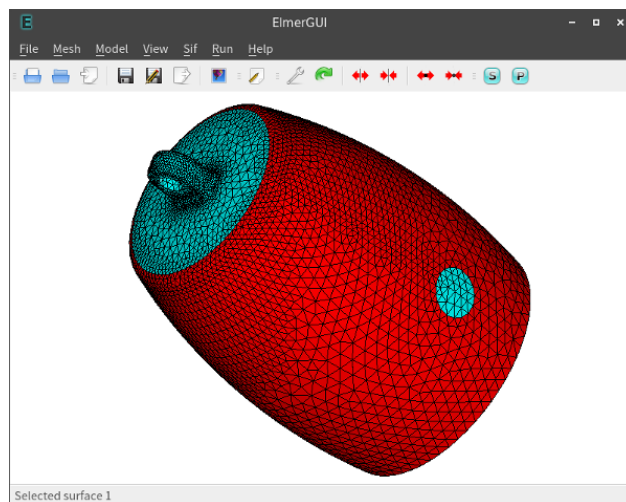 E ElmerGUI
File Mesh Model View Sif Run Help
S P
Selected surface 1